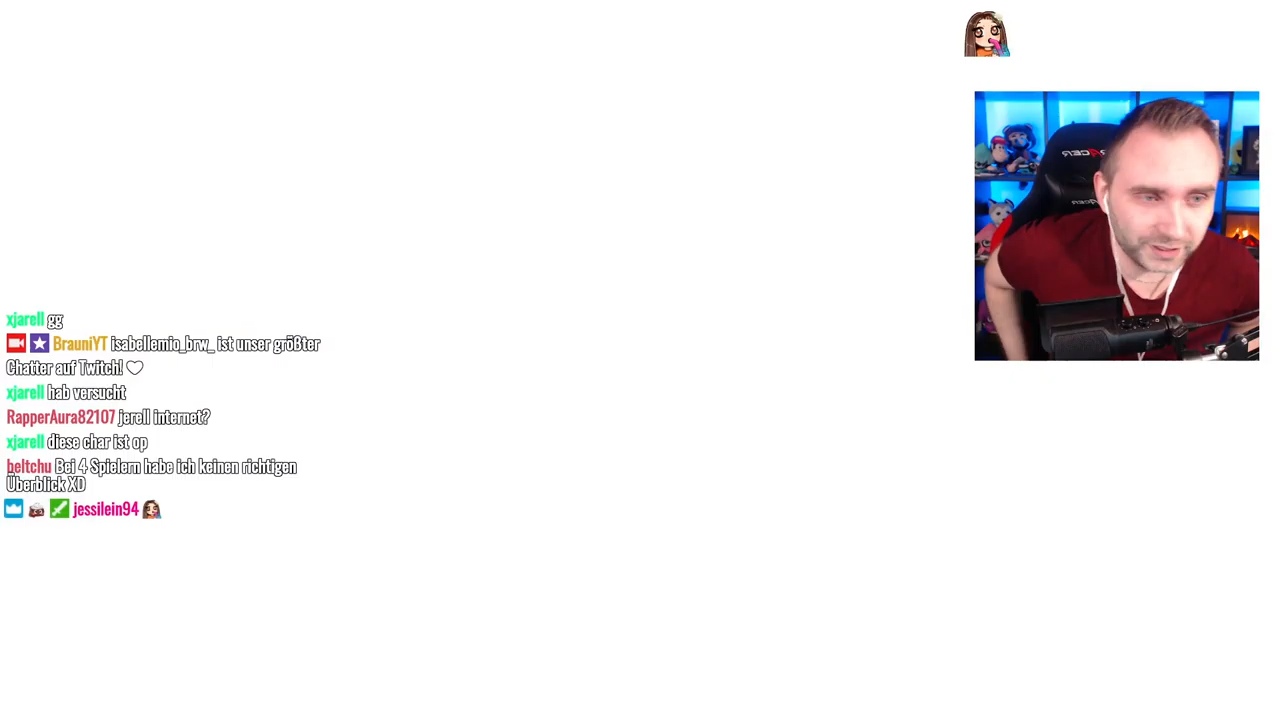 xjarell gg
BrauniYT isabellemio_brw_ ist unser größter
Chatter auf Twitch! ♡
xjarell hab versucht
RapperAura82107 jerell internet?
xjarell diese char ist op
beltchu Bei 4 Spielern habe ich keinen richtigen
Überblick XD
jessilein94